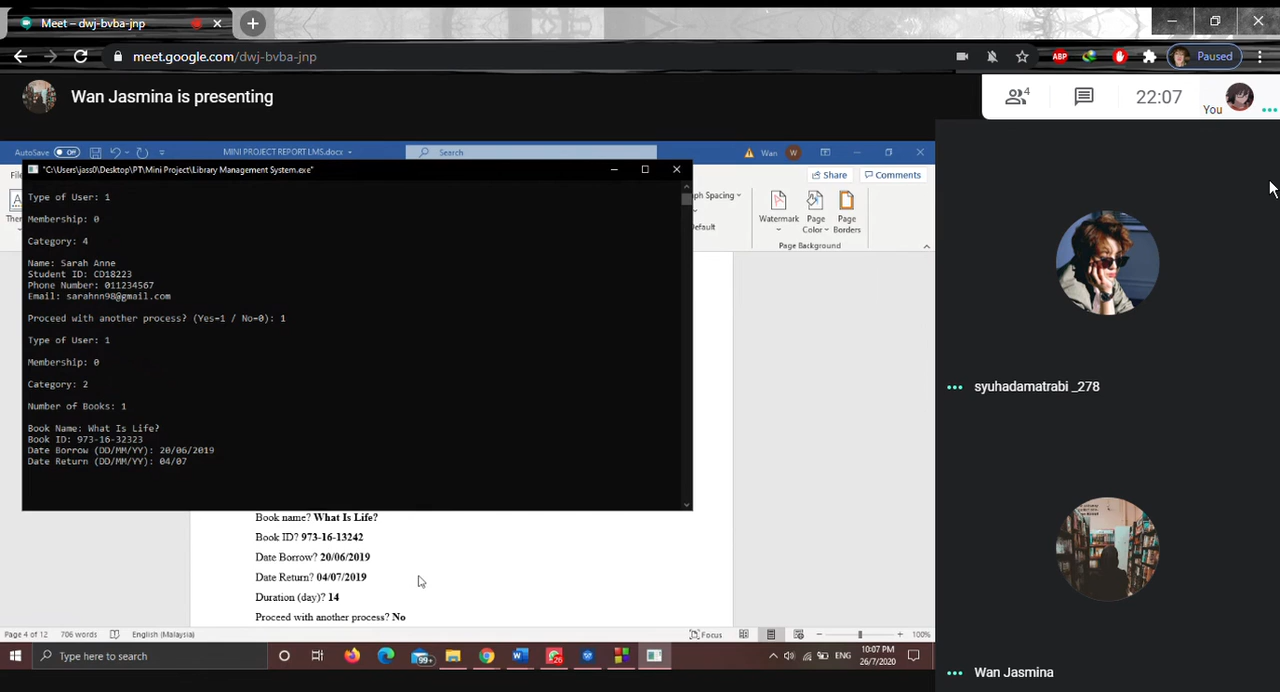 Meet – dwj-bvba-jnp
meet.google.com/dwj-bvba-jnp
ABP
Paused
Wan Jasmina is presenting
4
22:07
You
AutoSave Off
MINI PROJECT REPORT LMS.docx
Search
Wan
W
"C:\Users\jass0\Desktop\PT\Mini Project\Library Management System.exe"
Share
Comments
Watermark
Page Color
Page Borders
Page Background
Type of User: 1
Membership: 0
Category: 4
Name: Sarah Anne
Student ID: CD18223
Phone Number: 011234567
Email: sarahnn98@gmail.com
Proceed with another process? (Yes=1 / No=0): 1
Type of User: 1
Membership: 0
Category: 2
Number of Books: 1
Book Name: What Is Life?
Book ID: 973-16-32323
Date Borrow (DD/MM/YY): 20/06/2019
Date Return (DD/MM/YY): 04/07
Book name? What Is Life?
Book ID? 973-16-13242
Date Borrow? 20/06/2019
Date Return? 04/07/2019
Duration (day)? 14
Proceed with another process? No
Page 4 of 12 706 words English (Malaysia)
Focus
100%
Type here to search
99+
26
ENG
10:07 PM
26/7/2020
syuhadamatrabi _278
Wan Jasmina